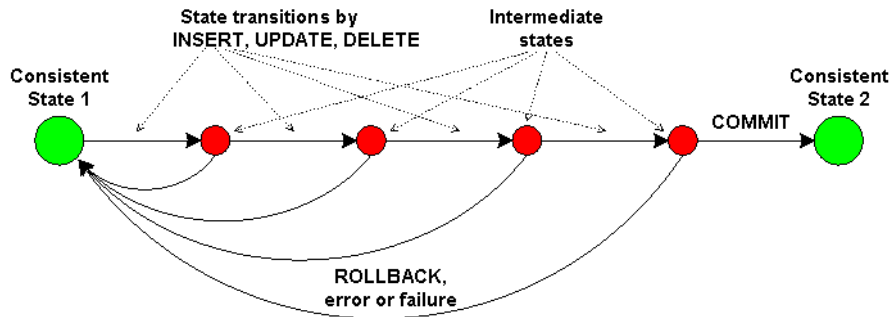 State transitions by
INSERT, UPDATE, DELETE
Intermediate
states
Consistent
State 1
Consistent
State 2
COMMIT
ROLLBACK,
error or failure